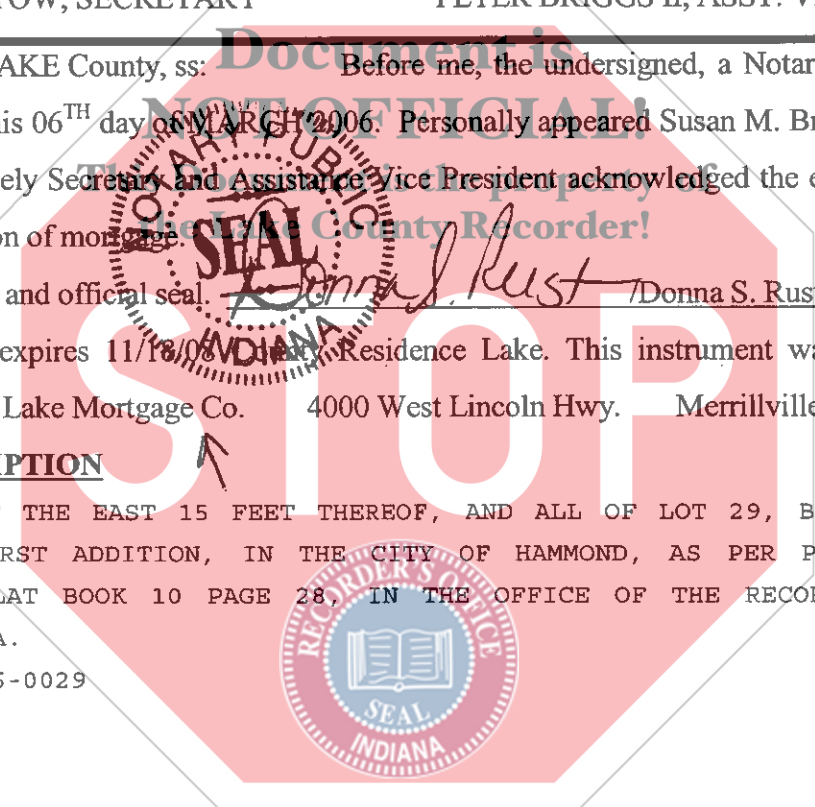 TOW, SECRETARY PETER BRIGGS II, ASST. V
AKE County, ss: Before me, the undersigned, a Notar
is 06TH day of MARCH 2006. Personally appeared Susan M. Br
ely Secretary and Assistance Vice President acknowledged the e
on of mortgage.
and official seal. Donna S. Rust /Donna S. Rus
expires 11/18/08 County Residence Lake. This instrument wa
Lake Mortgage Co. 4000 West Lincoln Hwy. Merrillville
IPTION
THE EAST 15 FEET THEREOF, AND ALL OF LOT 29, B
RST ADDITION, IN THE CITY OF HAMMOND, AS PER P
LAT BOOK 10 PAGE 28, IN THE OFFICE OF THE RECOR
A.
5-0029
Document is
NOT OFFICIAL!
This Document is the property of
the Lake County Recorder!
STOP
NOTARY PUBLIC
SEAL
INDIANA
RECORDER'S OFFICE
SEAL
INDIANA